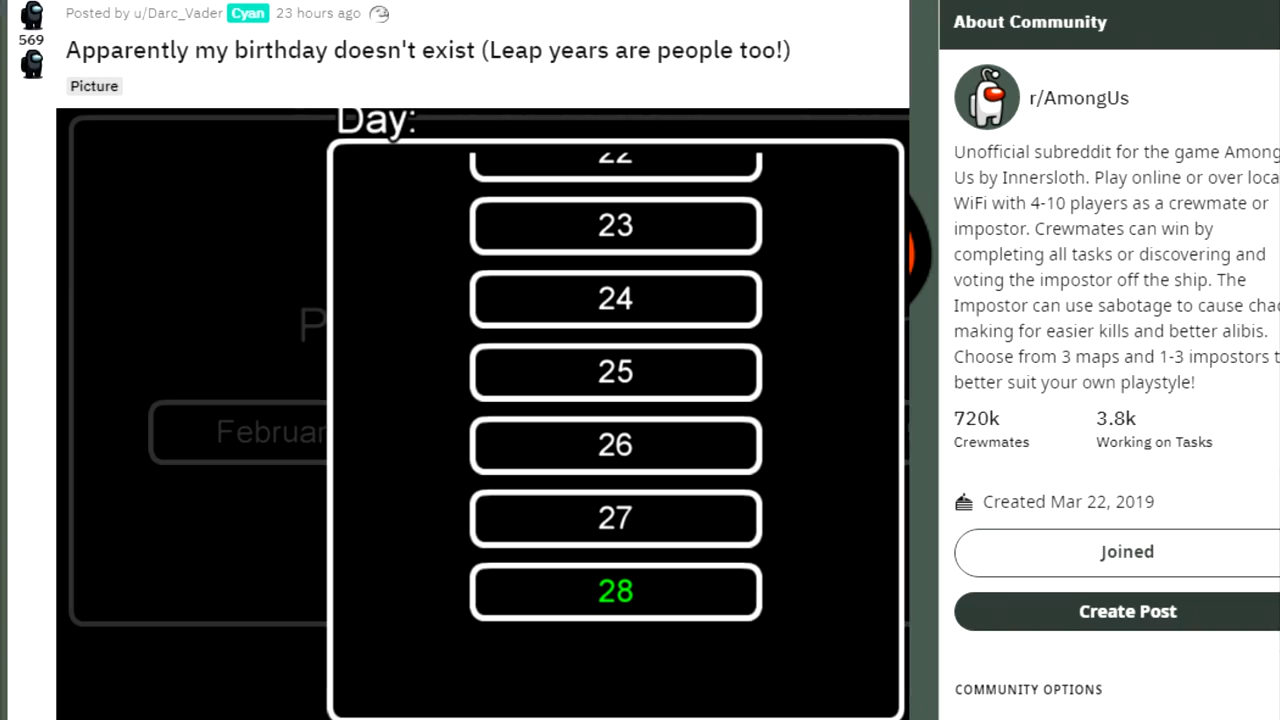 Posted by u/Darc_Vader Cyan 23 hours ago
569
Apparently my birthday doesn't exist (Leap years are people too!)
Picture
Day:
22
23
24
25
26
27
28
P
Februar
About Community
r/AmongUs
Unofficial subreddit for the game Among
Us by Innersloth. Play online or over loca
WiFi with 4-10 players as a crewmate or
impostor. Crewmates can win by
completing all tasks or discovering and
voting the impostor off the ship. The
Impostor can use sabotage to cause chao
making for easier kills and better alibis.
Choose from 3 maps and 1-3 impostors t
better suit your own playstyle!
720k
3.8k
Crewmates
Working on Tasks
Created Mar 22, 2019
Joined
Create Post
COMMUNITY OPTIONS